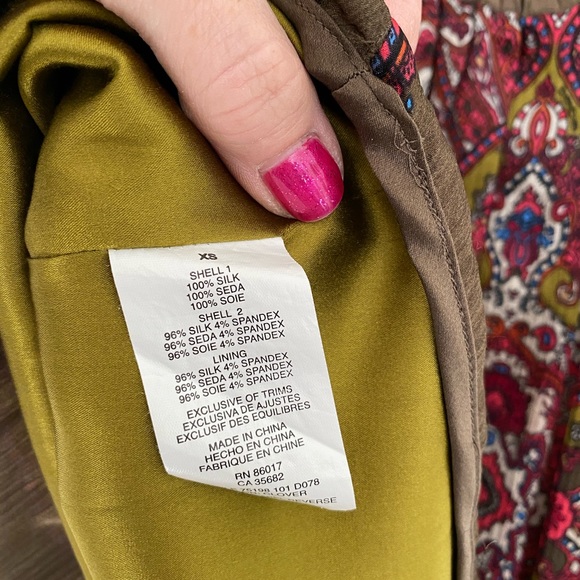 XS
SHELL 1
100% SILK
100% SEDA
100% SOIE
SHELL 2
96% SILK 4% SPANDEX
96% SEDA 4% SPANDEX
96% SOIE 4% SPANDEX
LINING
96% SILK 4% SPANDEX
96% SEDA 4% SPANDEX
96% SOIE 4% SPANDEX
EXCLUSIVE OF TRIMS
EXCLUSIVA DE AJUSTES
EXCLUSIF DES EQUILIBRES
MADE IN CHINA
HECHO EN CHINA
FABRIQUE EN CHINE
RN 86017
CA 35682
101 D078